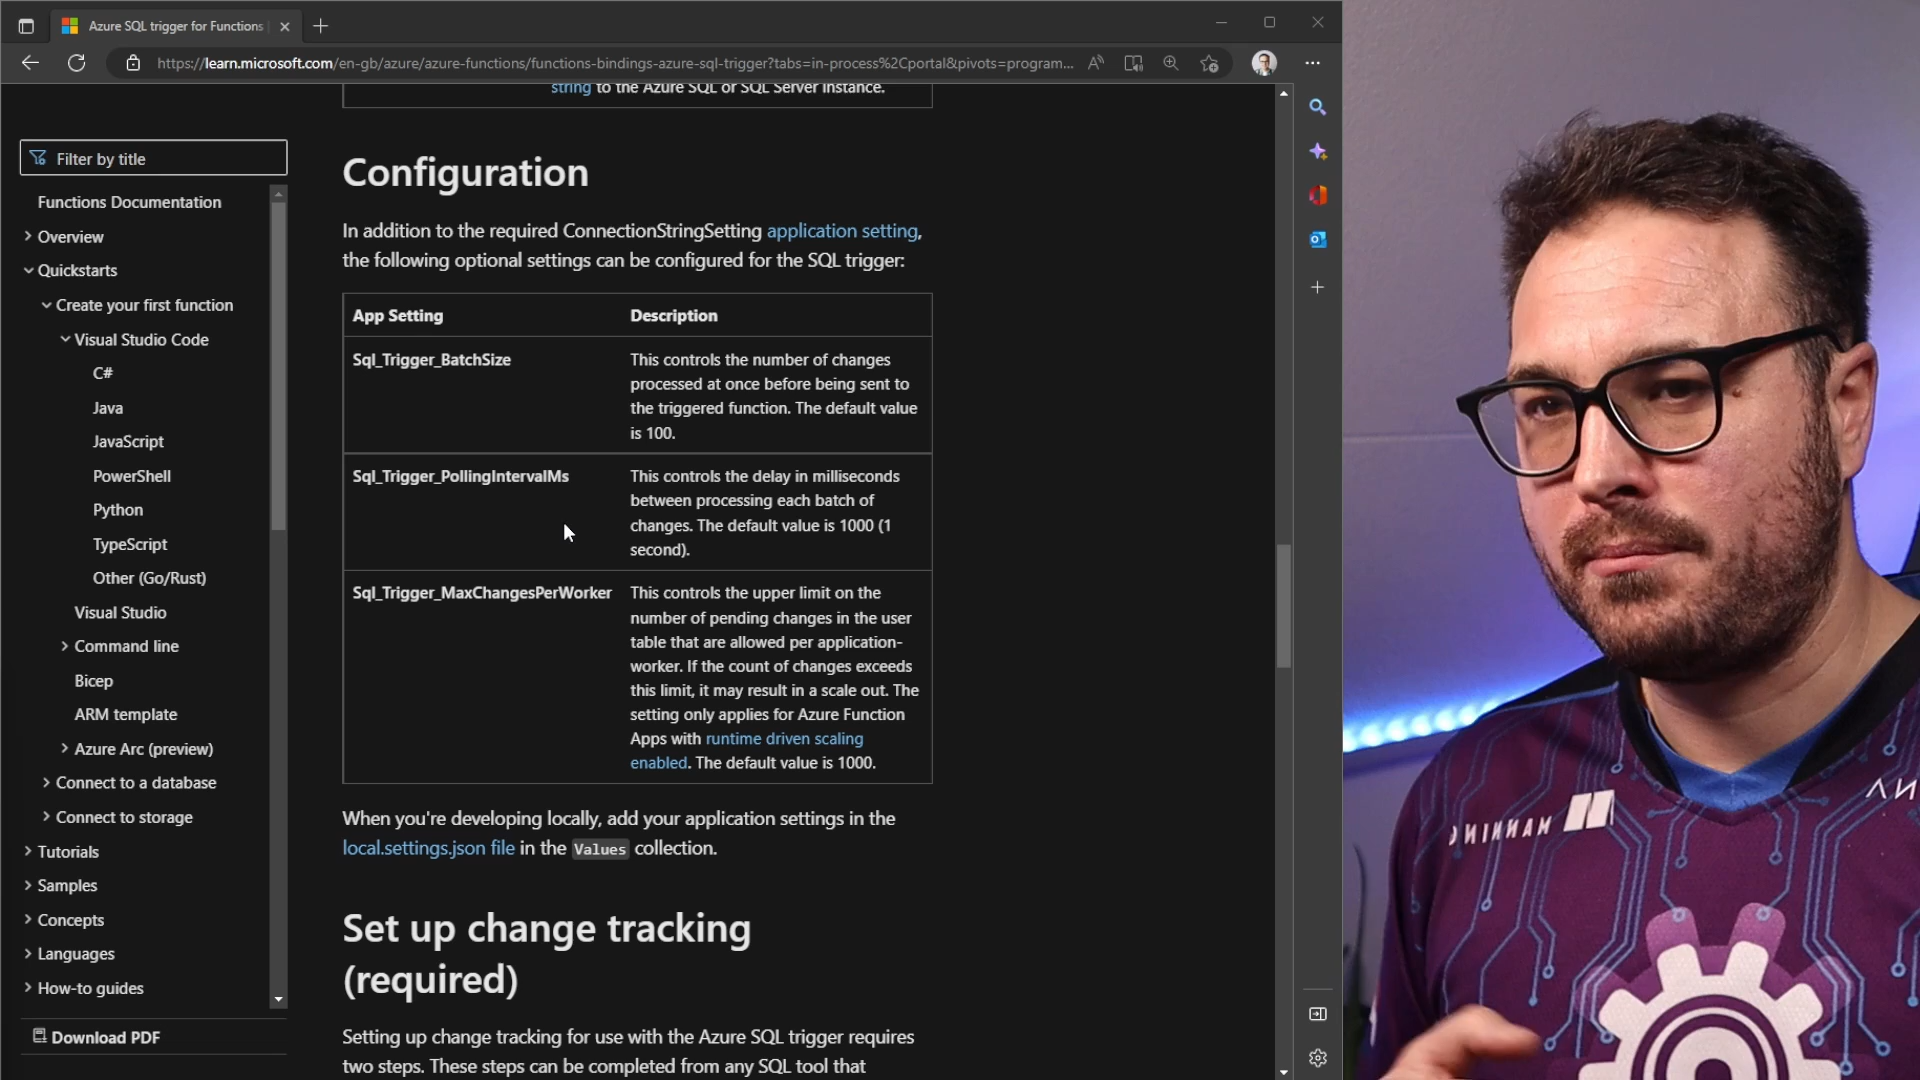 Azure SQL trigger for Functions
https://learn.microsoft.com/en-gb/azure/azure-functions/functions-bindings-azure-sql-trigger?tabs=in-process%2Cportal&pivots=program...
string to the Azure SQL or SQL Server instance.
Filter by title
Functions Documentation
Overview
Quickstarts
Create your first function
Visual Studio Code
C#
Java
JavaScript
PowerShell
Python
TypeScript
Other (Go/Rust)
Visual Studio
Command line
Bicep
ARM template
Azure Arc (preview)
Connect to a database
Connect to storage
Tutorials
Samples
Concepts
Languages
How-to guides
Download PDF
Configuration
In addition to the required ConnectionStringSetting application setting,
the following optional settings can be configured for the SQL trigger:
App Setting Description
Sql_Trigger_BatchSize This controls the number of changes
processed at once before being sent to
the triggered function. The default value
is 100.
Sql_Trigger_PollingIntervalMs This controls the delay in milliseconds
between processing each batch of
changes. The default value is 1000 (1
second).
Sql_Trigger_MaxChangesPerWorker This controls the upper limit on the
number of pending changes in the user
table that are allowed per application-
worker. If the count of changes exceeds
this limit, it may result in a scale out. The
setting only applies for Azure Function
Apps with runtime driven scaling
enabled. The default value is 1000.
When you're developing locally, add your application settings in the
local.settings.json file in the Values collection.
Set up change tracking
(required)
Setting up change tracking for use with the Azure SQL trigger requires
two steps. These steps can be completed from any SQL tool that
MANNING